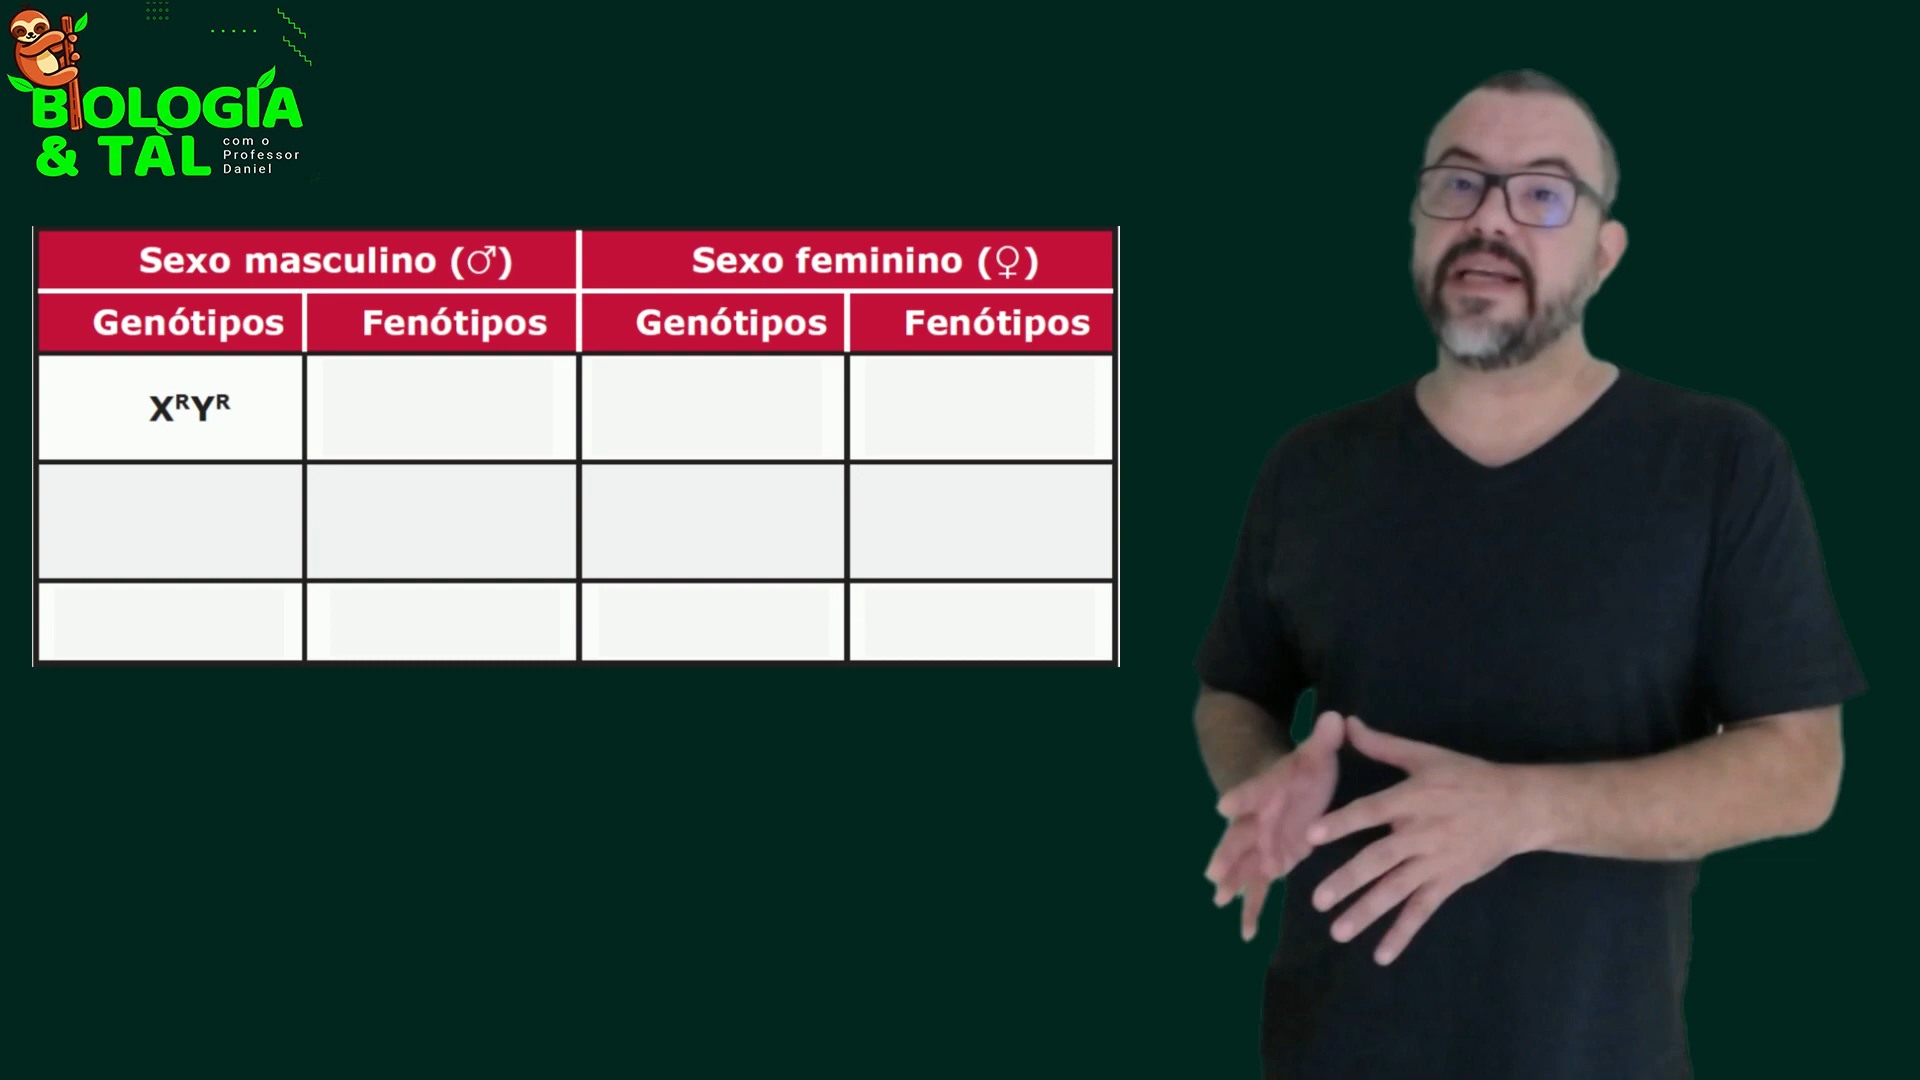 BIOLOGIA
& TAL
com o
Professor
Daniel
Sexo masculino (♂)
Sexo feminino (♀)
Genótipos
Fenótipos
Genótipos
Fenótipos
XᴿYᴿ